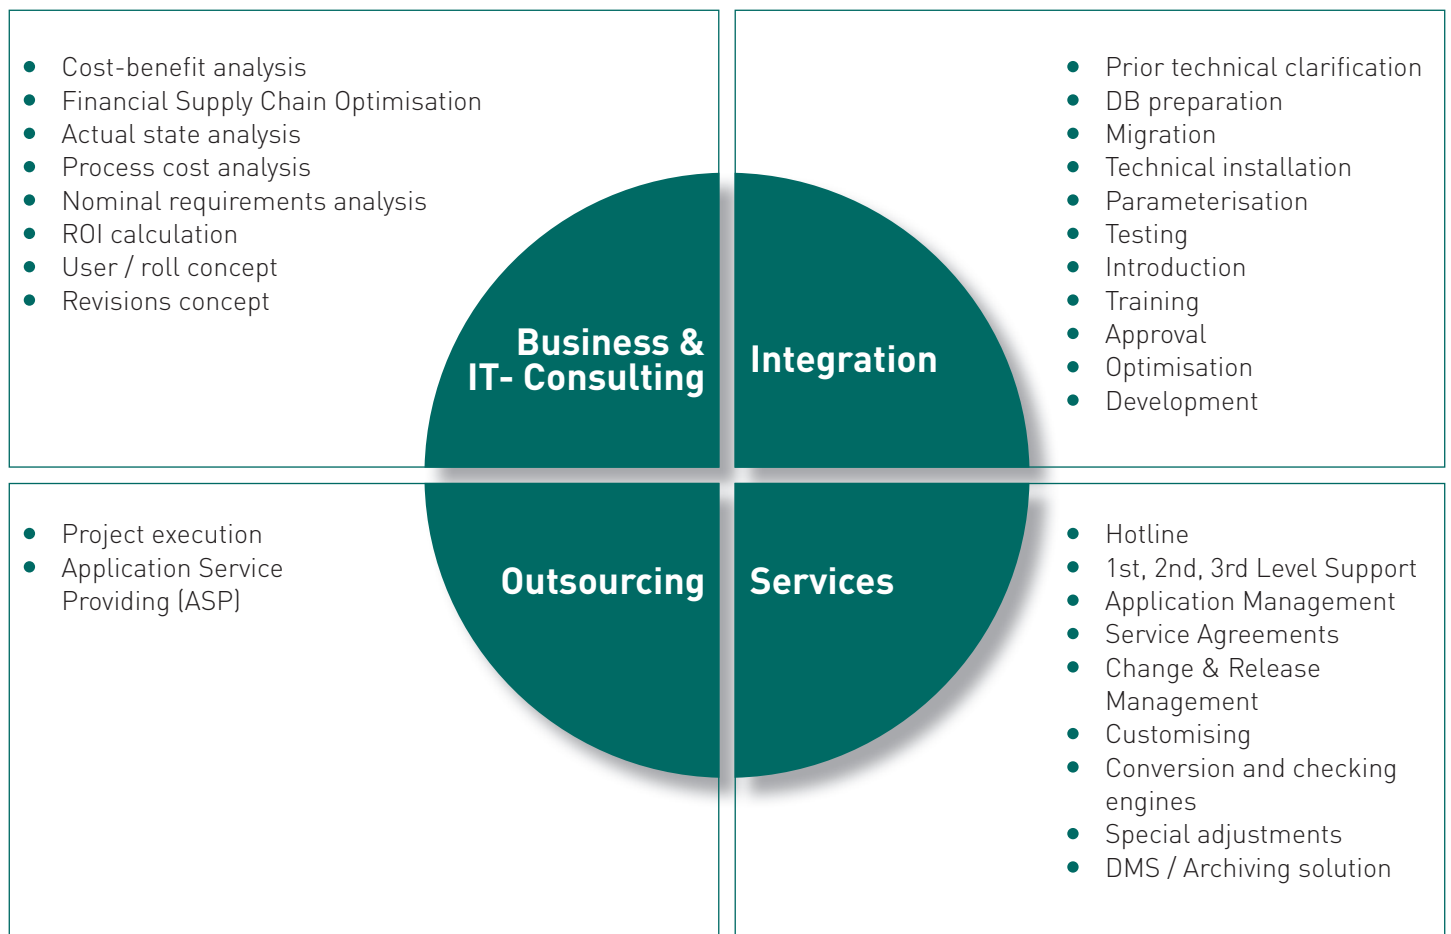 Cost-benefit analysis
Financial Supply Chain Optimisation
Actual state analysis
Process cost analysis
Nominal requirements analysis
ROI calculation
User / roll concept
Revisions concept
Business &
IT- Consulting
Prior technical clarification
DB preparation
Migration
Technical installation
Parameterisation
Testing
Introduction
Training
Approval
Optimisation
Development
Integration
Project execution
Application Service
Providing (ASP)
Outsourcing
Hotline
1st, 2nd, 3rd Level Support
Application Management
Service Agreements
Change & Release
Management
Customising
Conversion and checking
engines
Special adjustments
DMS / Archiving solution
Services